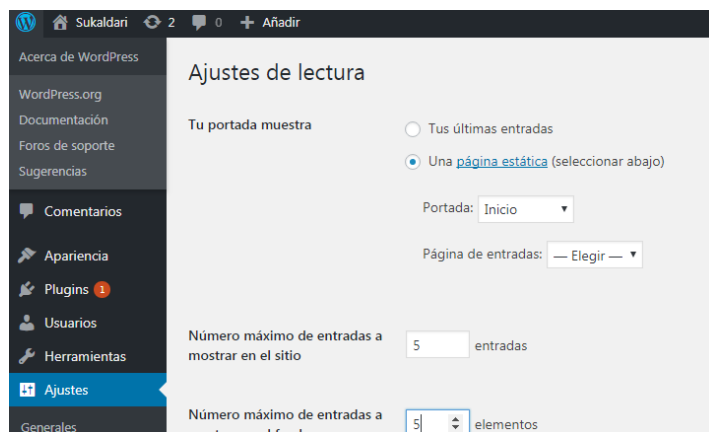 Sukaldari 2 0 Añadir
Acerca de WordPress
WordPress.org
Documentación
Foros de soporte
Sugerencias
Comentarios
Apariencia
Plugins 1
Usuarios
Herramientas
Ajustes
Generales
Ajustes de lectura
Tu portada muestra
Tus últimas entradas
Una página estática (seleccionar abajo)
Portada: Inicio
Página de entradas: — Elegir —
Número máximo de entradas a
mostrar en el sitio
5 entradas
Número máximo de entradas a
5 elementos